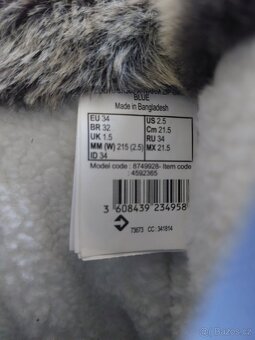 BLUE
Made in Bangladesh
EU 34 US 2.5
BR 32 Cm 21.5
UK 1.5 RU 34
MM (W) 215 (2.5) MX 21.5
ID 34
Model code : 8749928- Item code
: 4592365
3 608439 234958
73673 CC: 341814
Bazoš.cz